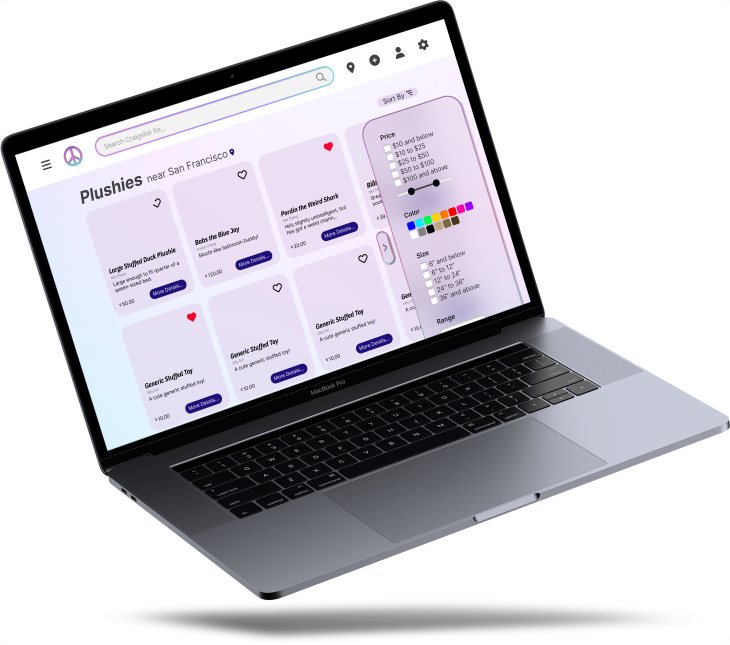 Search Craigslist for...
Sort By
Plushies near San Francisco
Large Stuffed Duck Plushie
Large enough to fit quarter of a
queen-sized bed.
$50.00
More Details...
Bobs the Blue Jay
Macro-like bathroom buddy!
$120.00
More Details...
Perdin the Weird Shark
He's slightly unintelligent, but
has got a weird charm...
$20.00
More Details...
Generic Stuffed Toy
A cute generic stuffed toy!
$10.00
More Details...
Generic Stuffed Toy
A cute generic stuffed toy!
$10.00
More Details...
Generic Stuffed Toy
A cute generic stuffed toy!
$10.00
More Details...
Price
$10 and below
$10 to $25
$25 to $50
$50 to $100
$100 and above
Color
Size
6" and below
6" to 12"
12" to 24"
24" to 36"
36" and above
Range
MacBook Pro